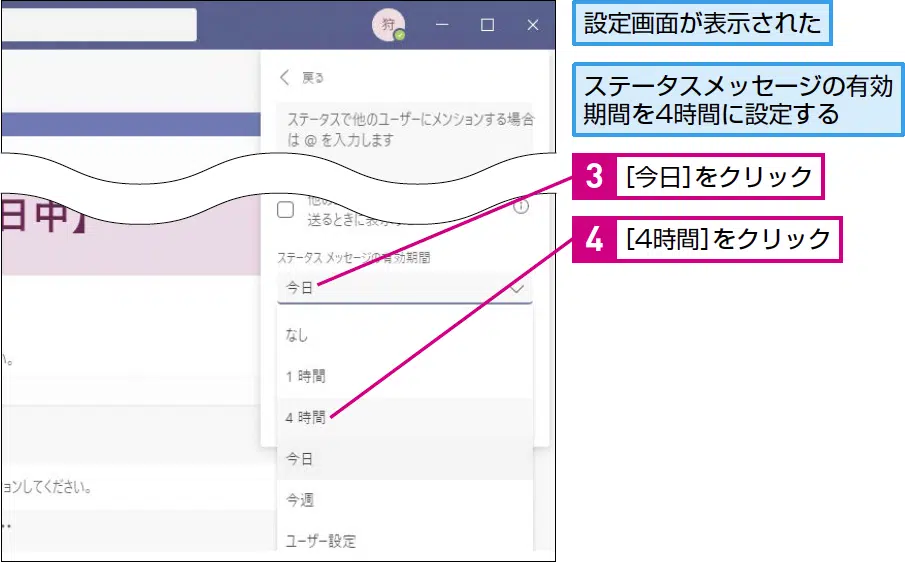 狩
設定画面が表示された
戻る
ステータスメッセージの有効
期間を4時間に設定する
ステータスで他のユーザーにメンションする場合
は @ を入力します
3 [今日]をクリック
日中】
送るときに表示
4 [4時間]をクリック
ステータス メッセージの有効期間
今日
なし
い。
1 時間
4 時間
今日
ョンしてください。
今週
ユーザー設定